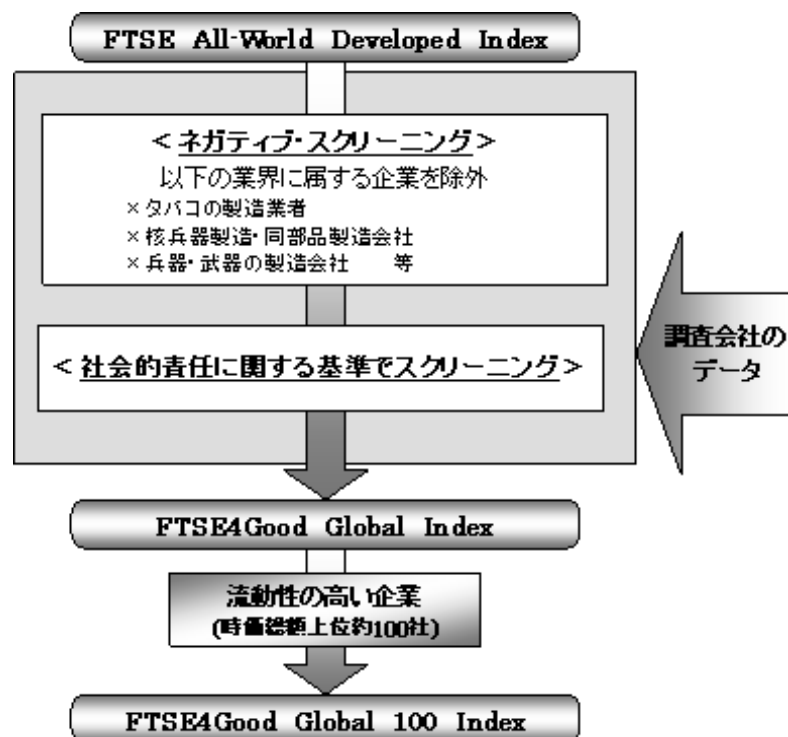 FTSE All-World Developed Index
<ネガティブ・スクリーニング>
以下の業界に属する企業を除外
×タバコの製造業者
×核兵器製造・同部品製造会社
×兵器・武器の製造会社　等
<社会的責任に関する基準でスクリーニング>
調査会社の
データ
FTSE4Good Global Index
流動性の高い企業
(時価総額上位約100社)
FTSE4Good Global 100 Index